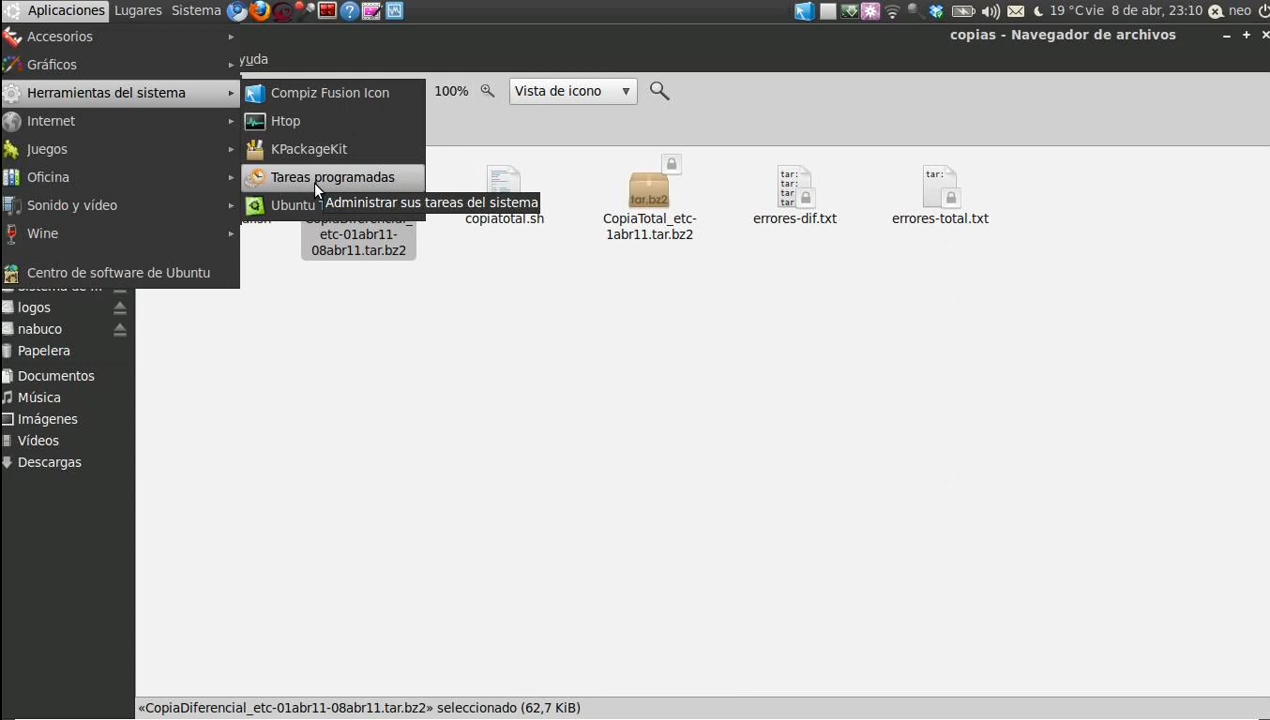 Aplicaciones Lugares Sistema
19 °C vie 8 de abr, 23:10 neo
copias - Navegador de archivos
yuda
100% Vista de icono
Accesorios
Gráficos
Herramientas del sistema
Internet
Juegos
Oficina
Sonido y vídeo
Wine
Centro de software de Ubuntu
Compiz Fusion Icon
Htop
KPackageKit
Tareas programadas
Ubuntu
Administrar sus tareas del sistema
etc-01abr11-
08abr11.tar.bz2
copiatotal.sh
tar.bz2
CopiaTotal_etc-
1abr11.tar.bz2
tar:
tar:
tar:
tar:
errores-dif.txt
tar:
errores-total.txt
logos
nabuco
Papelera
Documentos
Música
Imágenes
Vídeos
Descargas
«CopiaDiferencial_etc-01abr11-08abr11.tar.bz2» seleccionado (62,7 KiB)